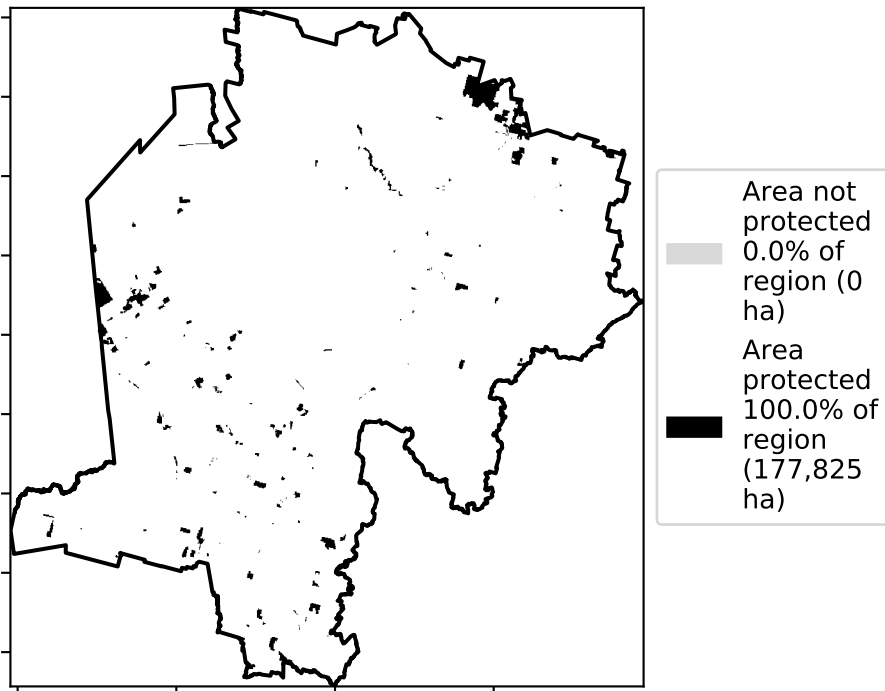 Area not
protected
0.0% of
region (0
ha)
Area
protected
100.0% of
region
(177,825
ha)